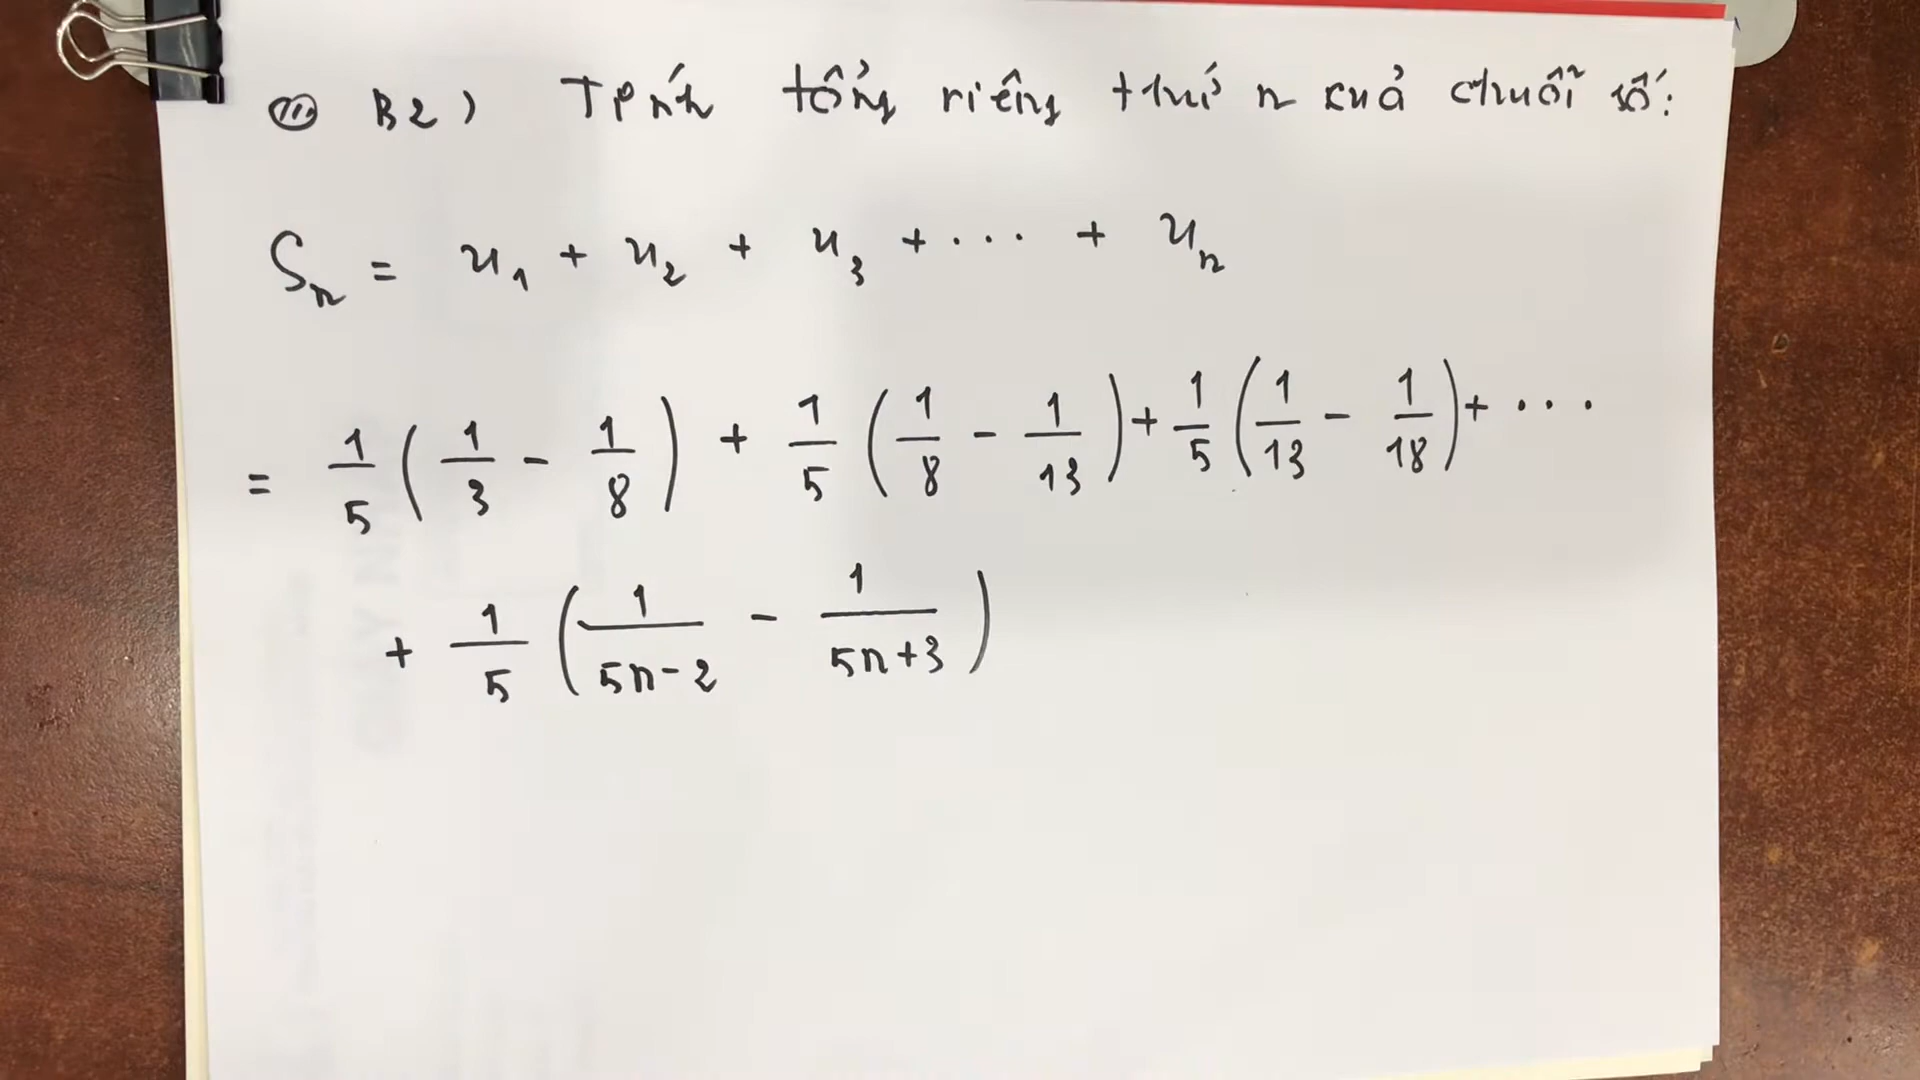 B2) Tính tổng riêng thứ n của chuỗi số:
Sₙ = u₁ + u₂ + u₃ + ... + uₙ
= 1/5 (1/3 - 1/8) + 1/5 (1/8 - 1/13) + 1/5 (1/13 - 1/18) + ...
+ 1/5 (1/(5n-2) - 1/(5n+3))